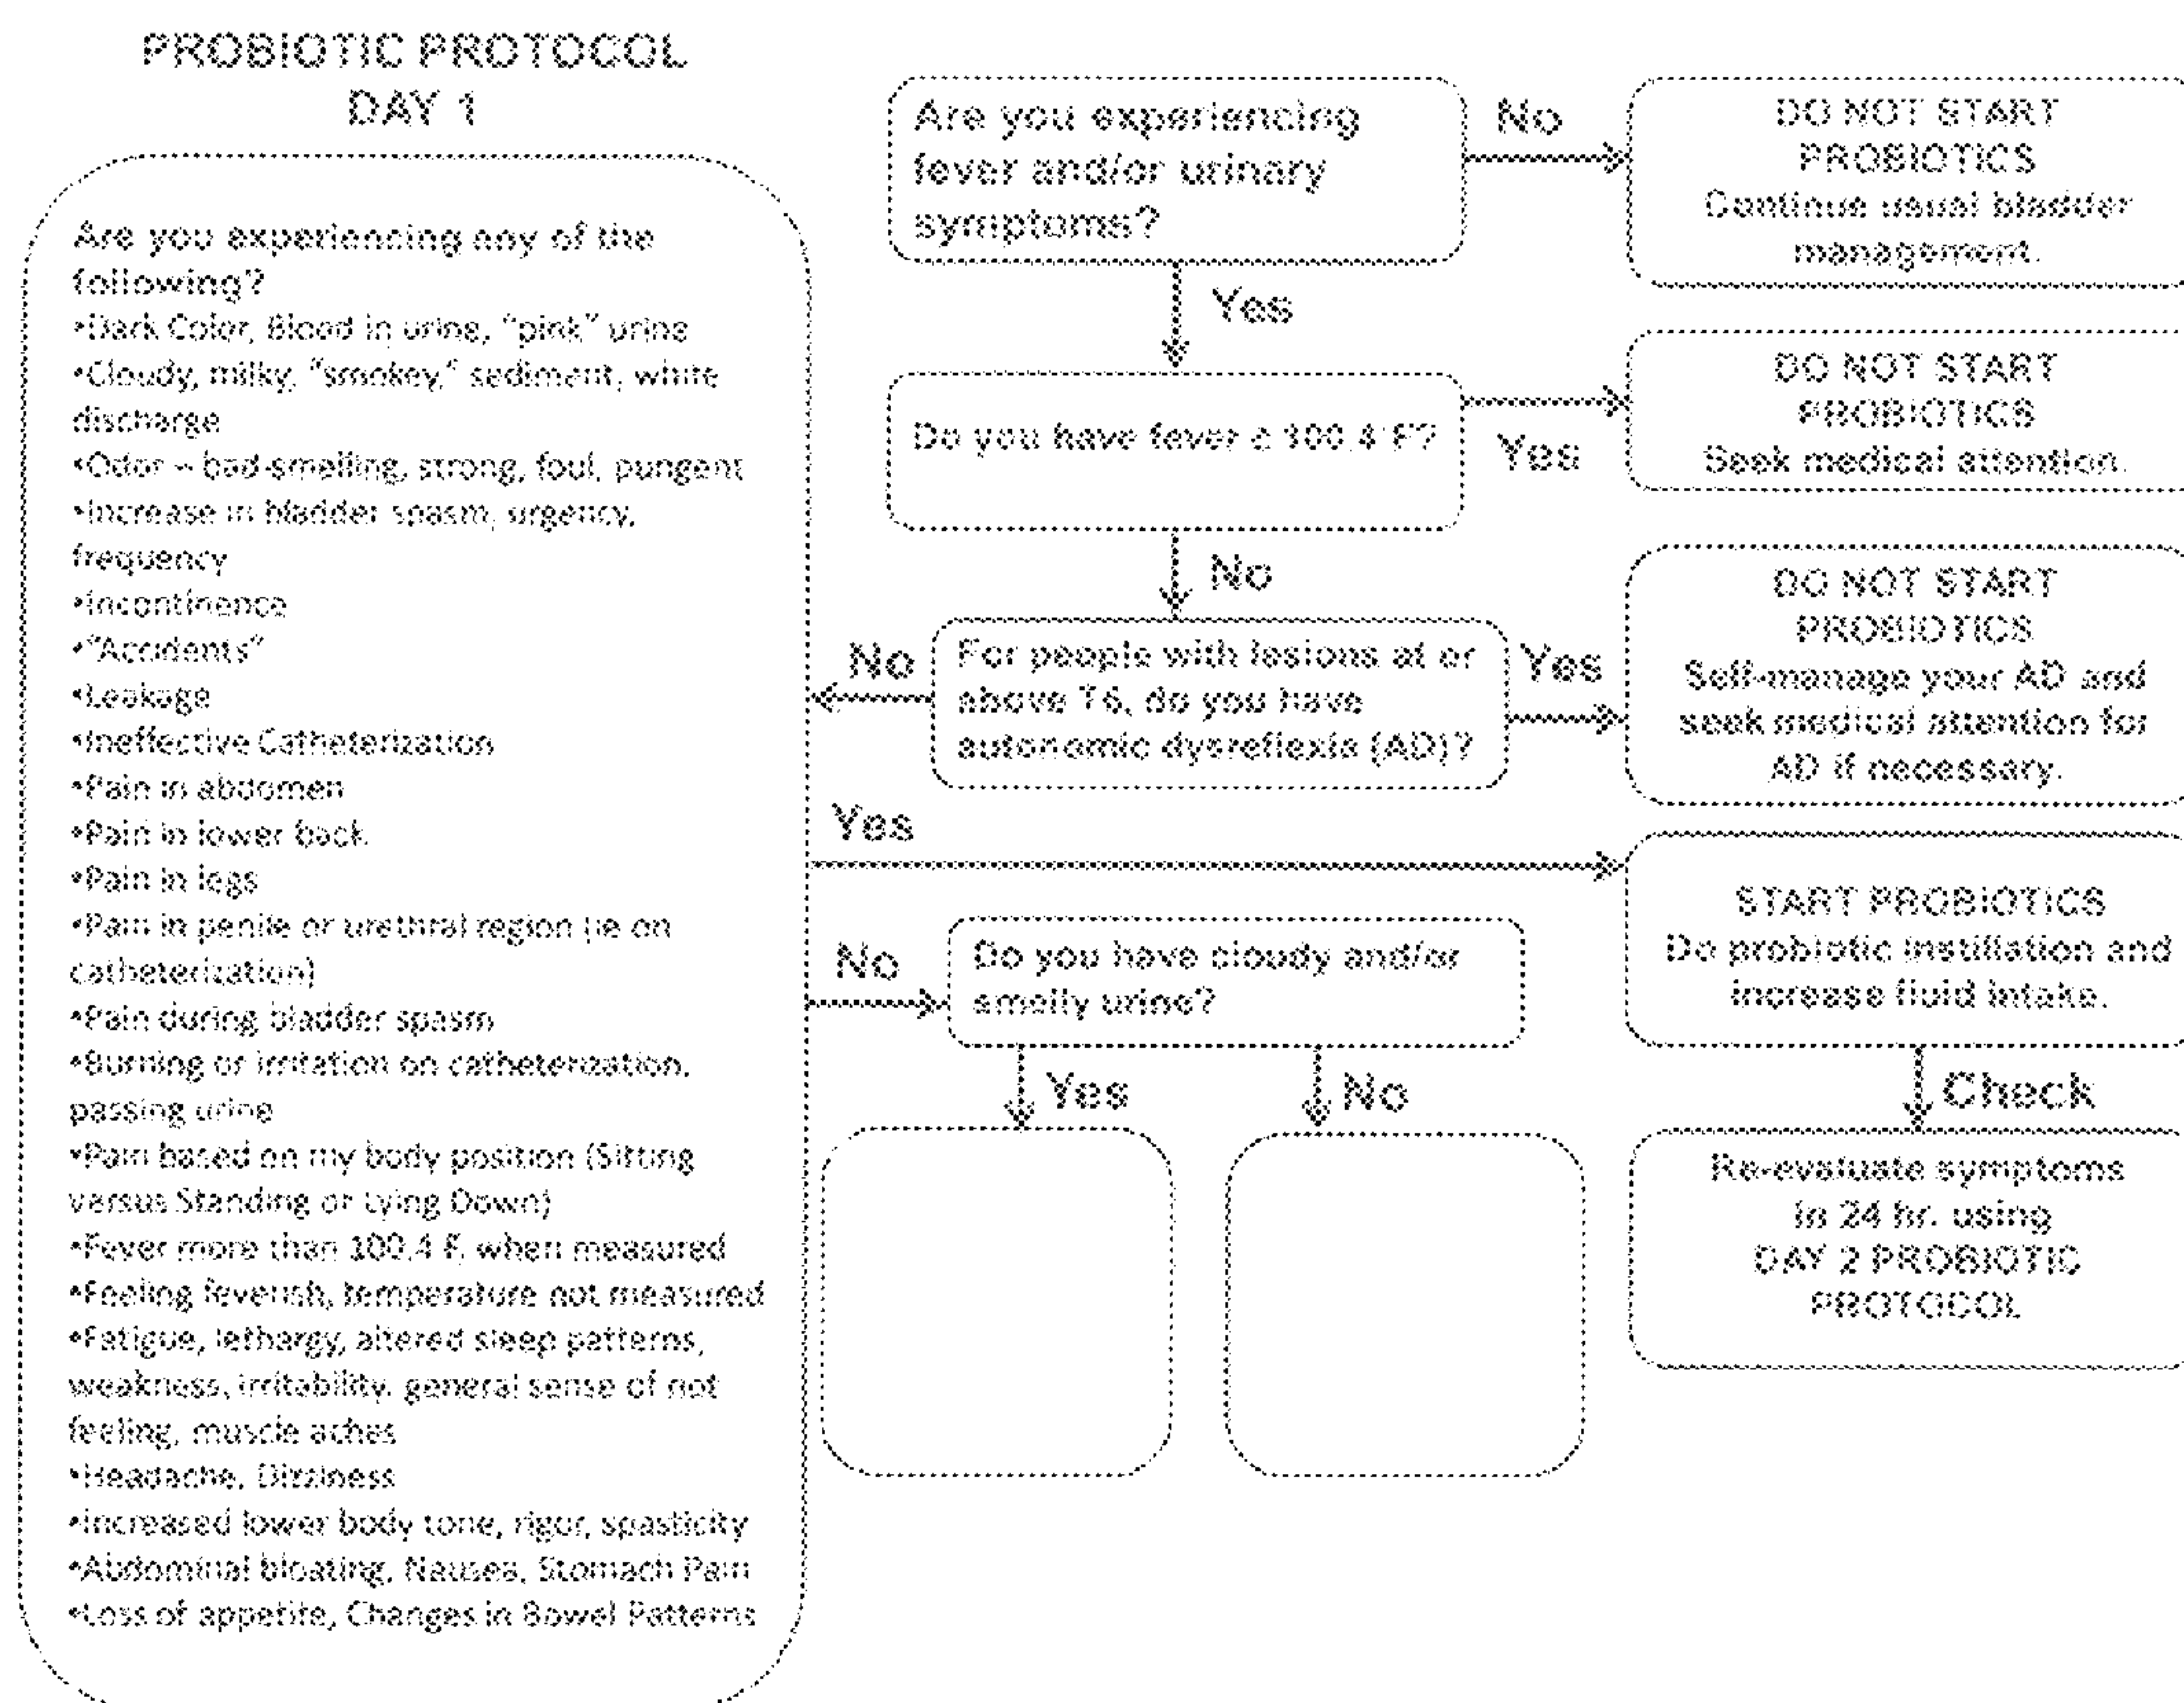 PROBIOTIC PROTOCOL
DAY 1
Are you experiencing any of the
following?
•Dark Color, Blood in urine, “pink” urine
•Cloudy, milky, “smokey,” sediment, white
discharge
•Odor – bad-smelling, strong, foul, pungent
•Increase in bladder spasm, urgency,
frequency
•Incontinence
•“Accidents”
•Leakage
•Ineffective Catheterization
•Pain in abdomen
•Pain in lower back
•Pain in legs
•Pain in penile or urethral region (ie on
catheterization)
•Pain during bladder spasm
•Burning or irritation on catheterization,
passing urine
•Pain based on my body position (Sitting
versus Standing or Lying Down)
•Fever more than 100.4 F, when measured
•Feeling feverish, temperature not measured
•Fatigue, lethargy, altered sleep patterns,
weakness, irritability, general sense of not
feeling, muscle aches
•Headache, Dizziness
•Increased lower body tone, rigor, spasticity
•Abdominal bloating, Nausea, Stomach Pain
•Loss of appetite, Changes in Bowel Patterns
Are you experiencing
fever and/or urinary
symptoms?
No
DO NOT START
PROBIOTICS
Continue usual bladder
management.
Yes
Do you have fever 100.4°F?
Yes
DO NOT START
PROBIOTICS
Seek medical attention.
No
For people with lesions at or
above T6, do you have
autonomic dysreflexia (AD)?
No
Yes
DO NOT START
PROBIOTICS
Self-manage your AD and
seek medical attention for
AD if necessary.
Yes
START PROBIOTICS
Do probiotic instillation and
increase fluid intake.
No
Do you have cloudy and/or
smelly urine?
Yes
No
Check
Re-evaluate symptoms
in 24 hr. using
DAY 2 PROBIOTIC
PROTOCOL